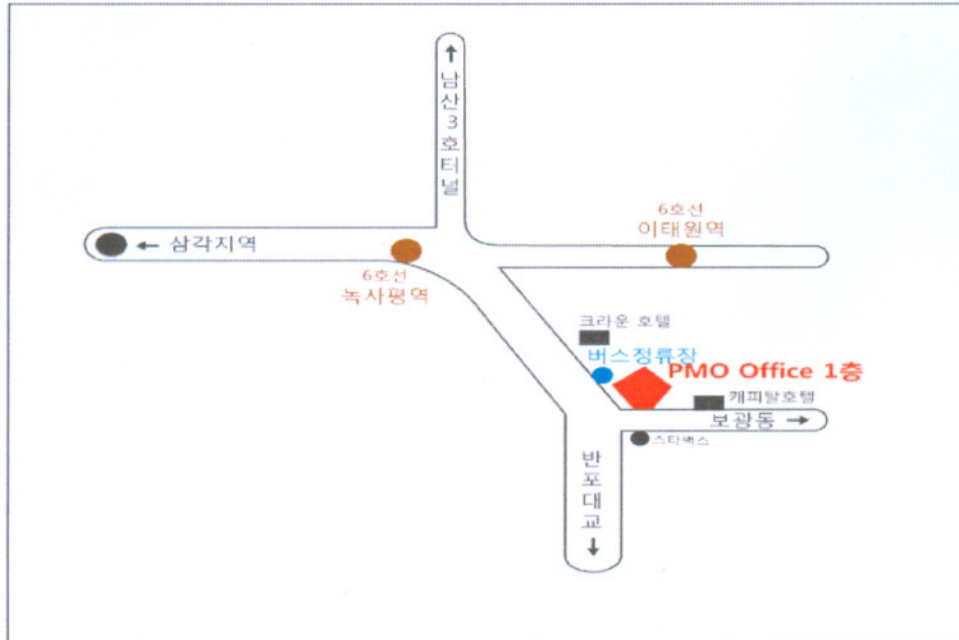 남산3호터널
6호선
이태원역
삼각지역
6호선
녹사평역
크라운 호텔
버스정류장
PMO Office 1층
캐피탈호텔
보광동
스타벅스
반포대교